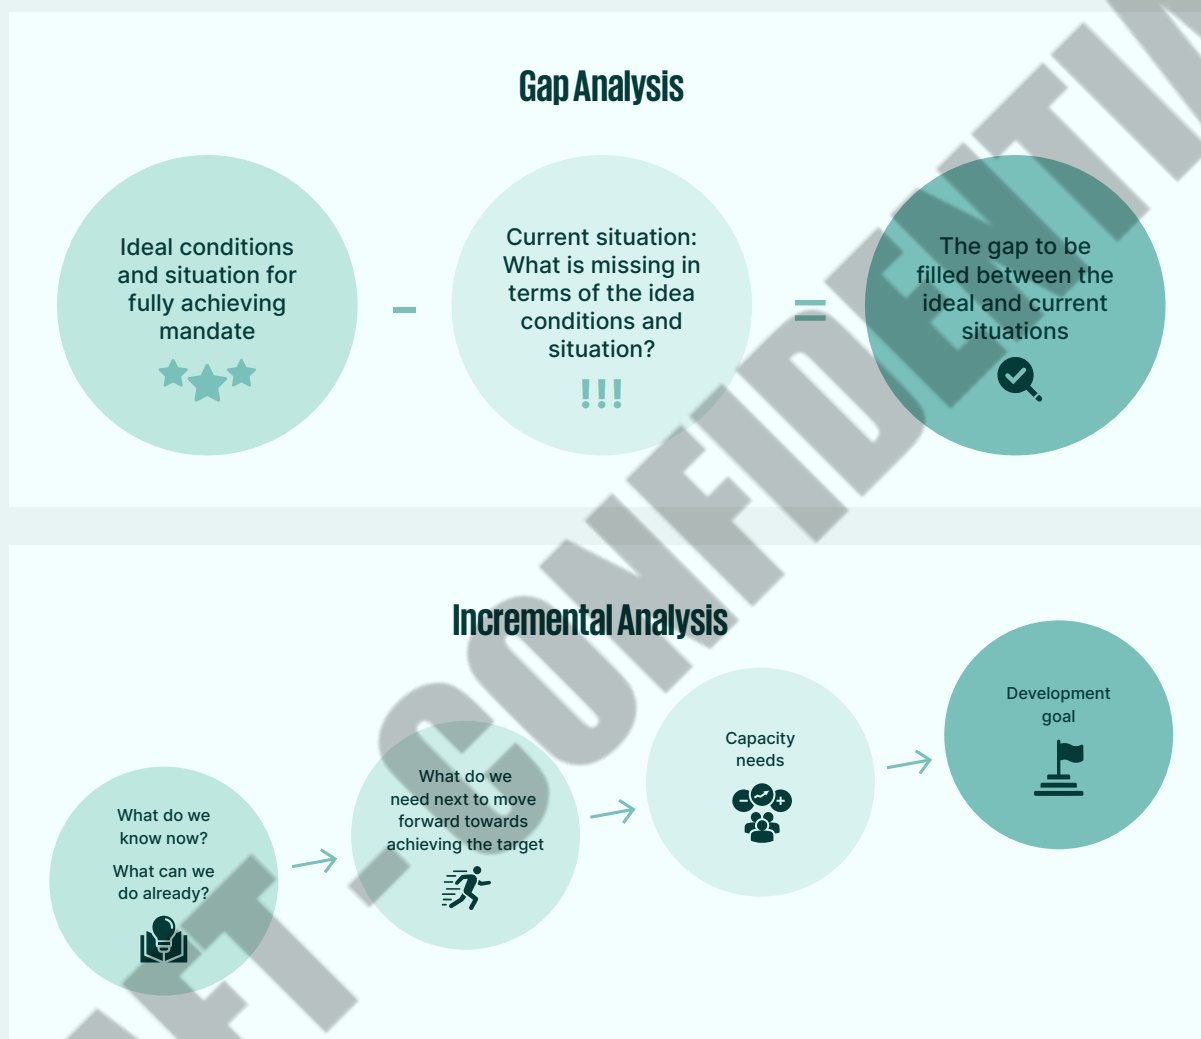 Gap Analysis
Ideal conditions
and situation for
fully achieving
mandate
-
Current situation:
What is missing in
terms of the idea
conditions and
situation?
!!!
=
The gap to be
filled between the
ideal and current
situations
Incremental Analysis
What do we
know now?
What can we
do already?
What do we
need next to move
forward towards
achieving the target
Capacity
needs
Development
goal
FT - CONFIDENTIA